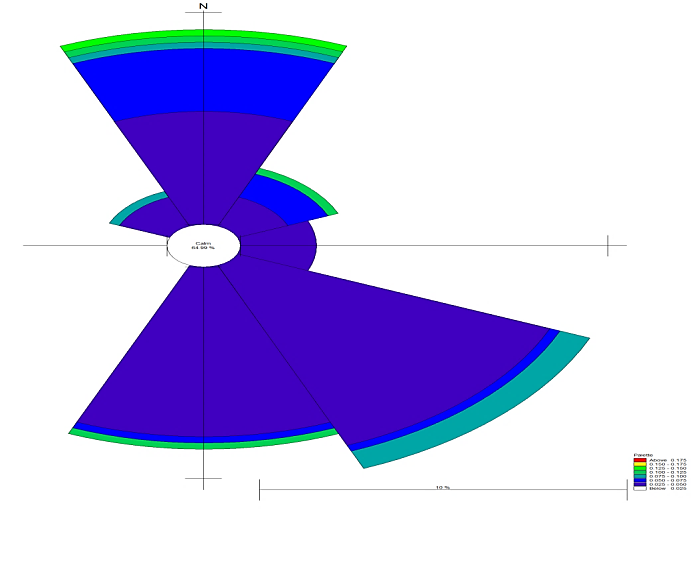 N
Calm
64.99 %
10 %
Palette
Above 0.175
0.150 - 0.175
0.125 - 0.150
0.100 - 0.125
0.075 - 0.100
0.050 - 0.075
0.025 - 0.050
Below 0.025